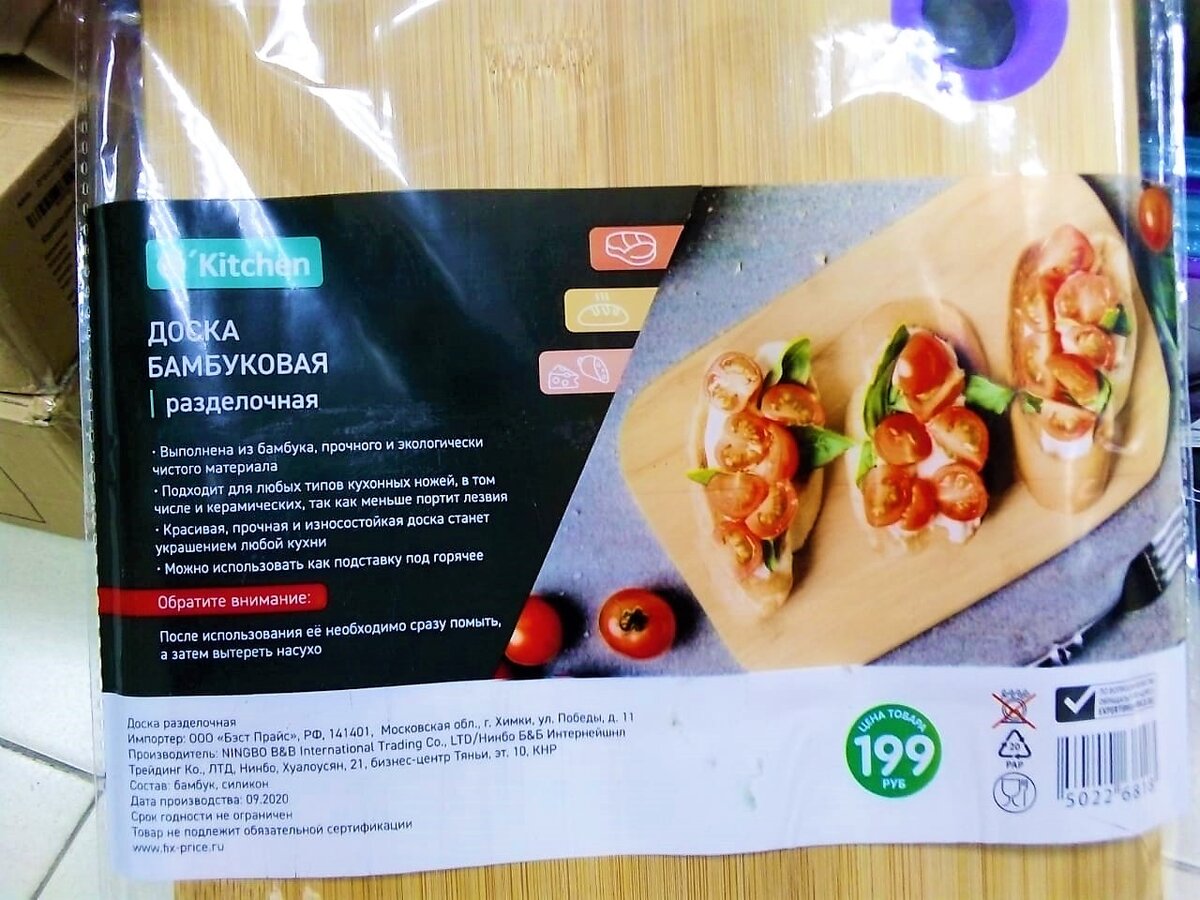 ´Kitchen
ДОСКА
БАМБУКОВАЯ
разделочная
· Выполнена из бамбука, прочного и экологически
чистого материала
· Подходит для любых типов кухонных ножей, в том
числе и керамических, так как меньше портит лезвия
· Красивая, прочная и износостойкая доска станет
украшением любой кухни
· Можно использовать как подставку под горячее
Обратите внимание:
После использования её необходимо сразу помыть,
а затем вытереть насухо
Доска разделочная
Импортер: ООО «Бэст Прайс», РФ, 141401, Московская обл., г. Химки, ул. Победы, д. 11
Производитель: NINGBO B&B International Trading Co., LTD/Нинбо Б&Б Интернейшнл
Трейдинг Ко., ЛТД, Нинбо, Хуалоусян, 21, бизнес-центр Тяньи, эт. 10, КНР
Состав: бамбук, силикон
Дата производства: 09.2020
Срок годности не ограничен
Товар не подлежит обязательной сертификации
www.fix-price.ru
ЦЕНА ТОВАРА
199
РУБ
20
PAP